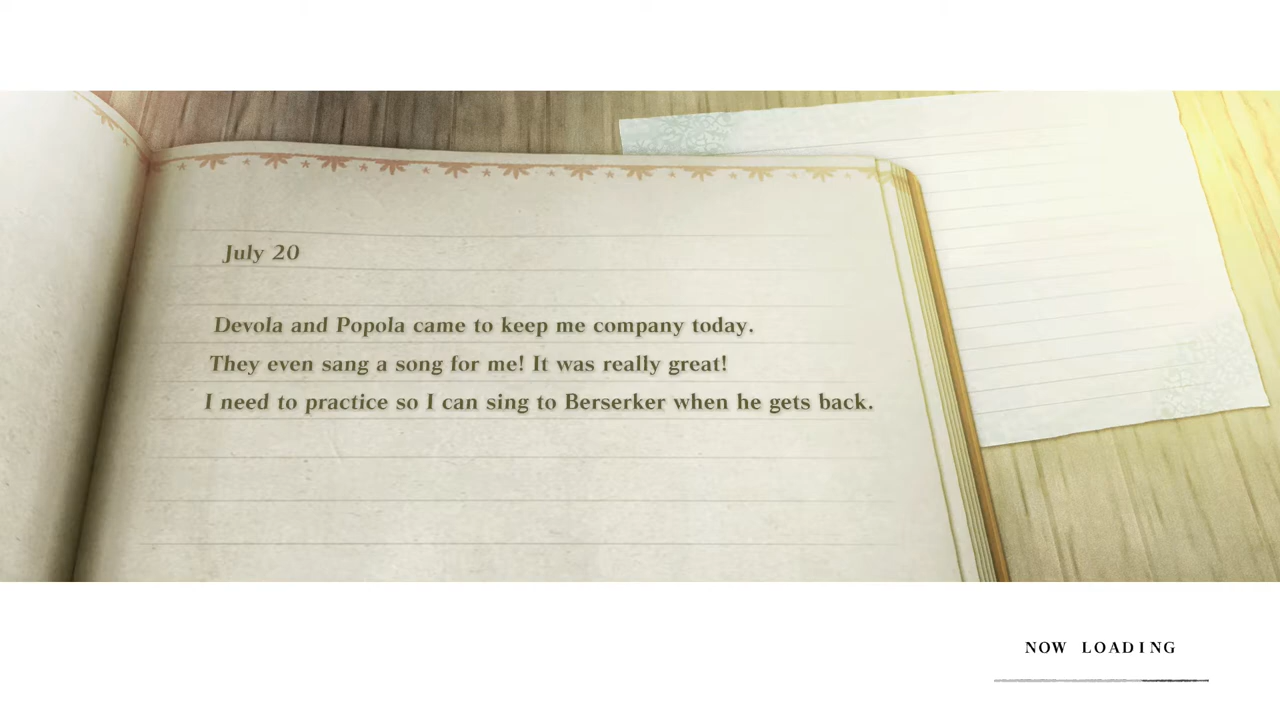 July 20
Devola and Popola came to keep me company today.
They even sang a song for me! It was really great!
I need to practice so I can sing to Berserker when he gets back.
NOW LOADING